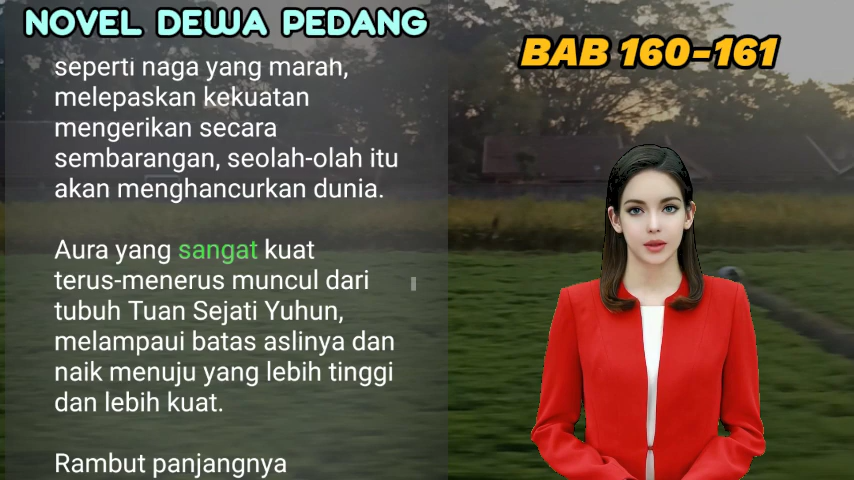 NOVEL DEWA PEDANG
BAB 160-161
seperti naga yang marah,
melepaskan kekuatan
mengerikan secara
sembarangan, seolah-olah itu
akan menghancurkan dunia.
Aura yang sangat kuat
terus-menerus muncul dari
tubuh Tuan Sejati Yuhun,
melampaui batas aslinya dan
naik menuju yang lebih tinggi
dan lebih kuat.
Rambut panjangnya